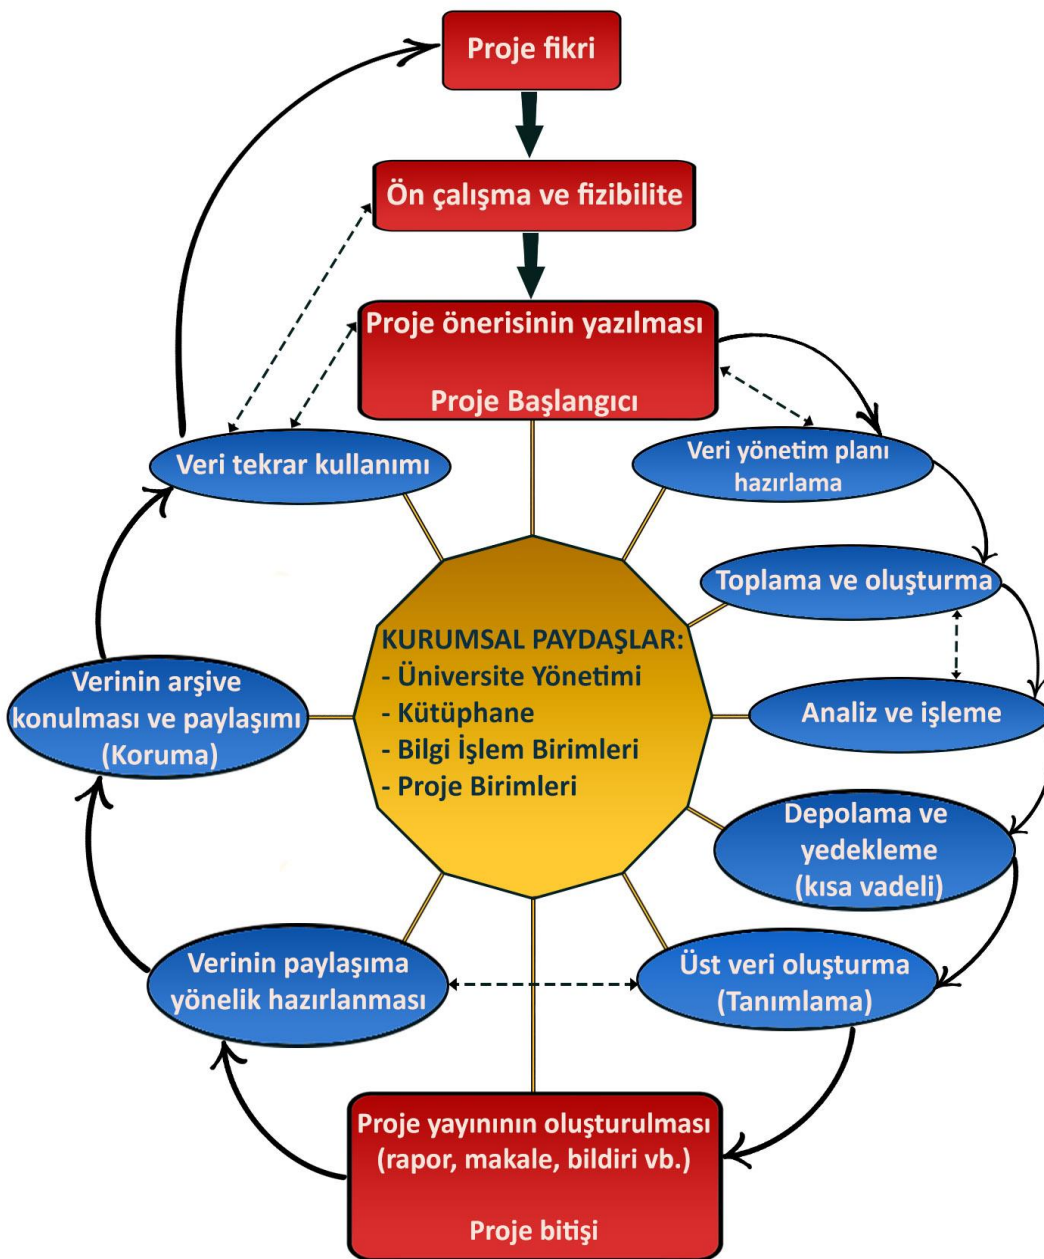 Proje fikri
Ön çalışma ve fizibilite
Proje önerisinin yazılması
Proje Başlangıcı
Veri tekrar kullanımı
Veri yönetim planı
hazırlama
Toplama ve oluşturma
KURUMSAL PAYDAŞLAR:
- Üniversite Yönetimi
- Kütüphane
- Bilgi İşlem Birimleri
- Proje Birimleri
Verinin arşive
konulması ve paylaşımı
(Koruma)
Analiz ve işleme
Depolama ve
yedekleme
(kısa vadeli)
Verinin paylaşıma
yönelik hazırlanması
Üst veri oluşturma
(Tanımlama)
Proje yayınının oluşturulması
(rapor, makale, bildiri vb.)
Proje bitişi